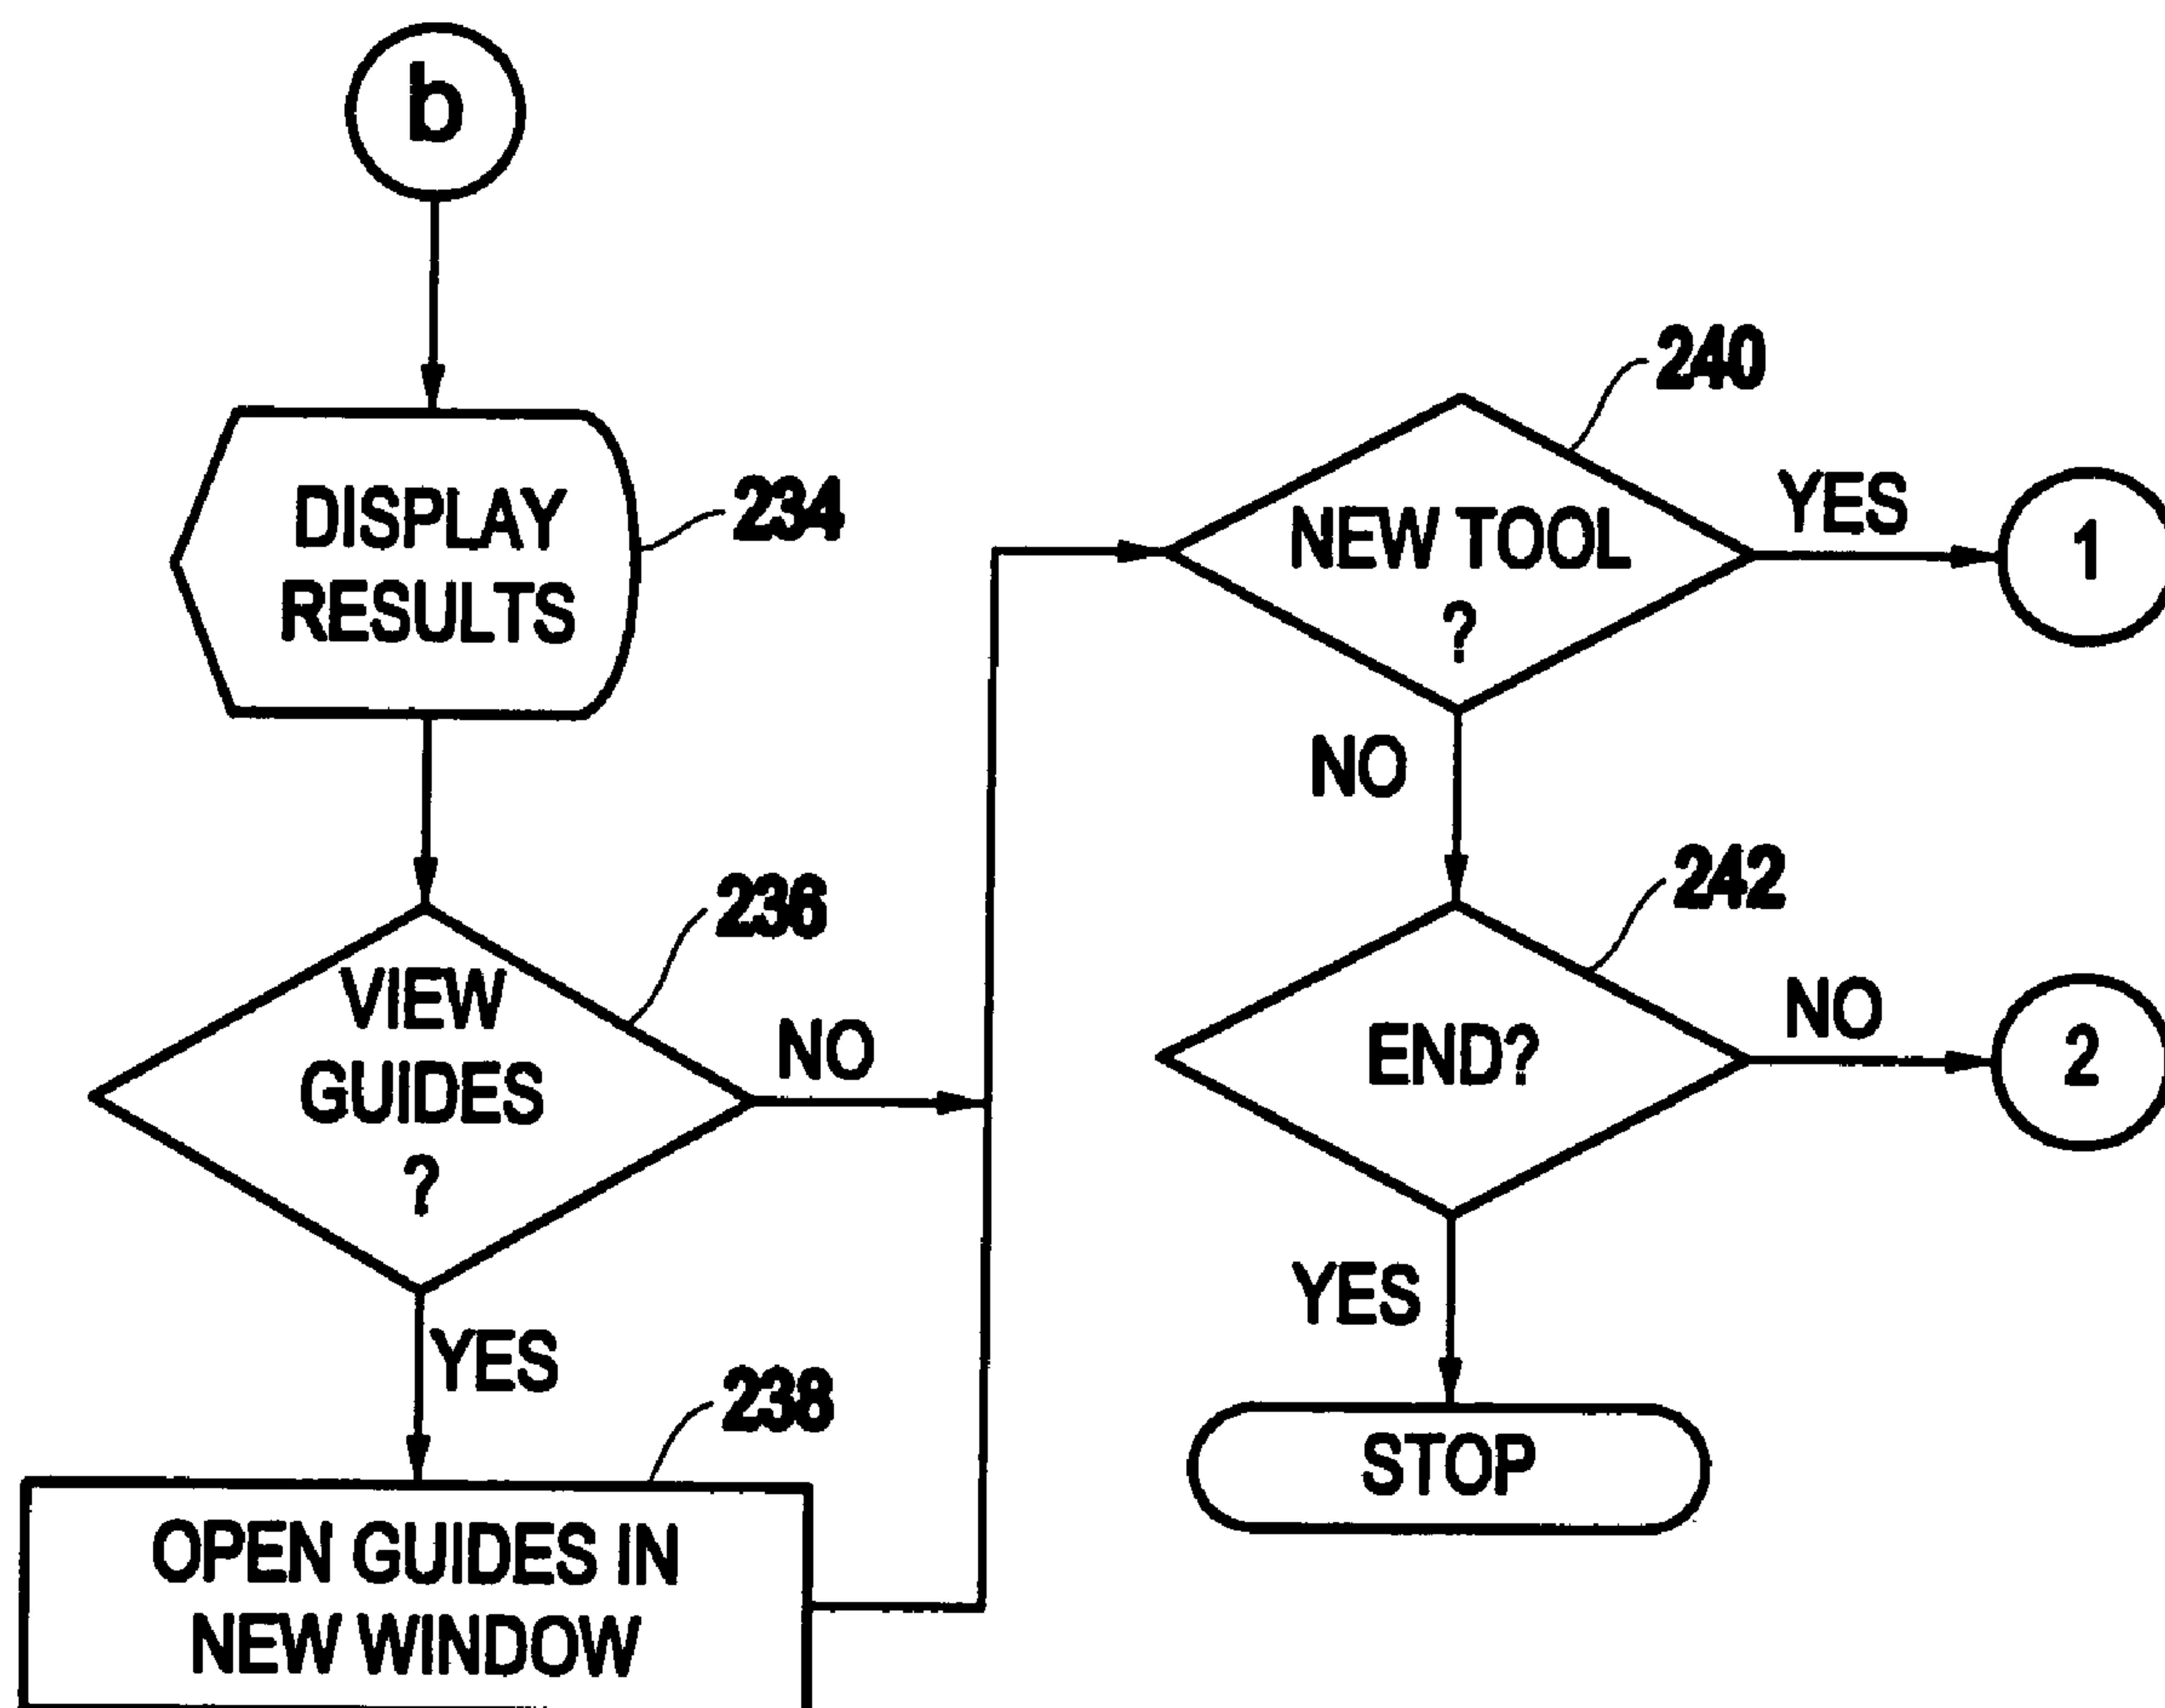 b
DISPLAY
RESULTS
234
VIEW
GUIDES
?
236
NO
YES
238
OPEN GUIDES IN
NEW WINDOW
240
NEW TOOL
?
YES
1
NO
242
END?
NO
2
YES
STOP